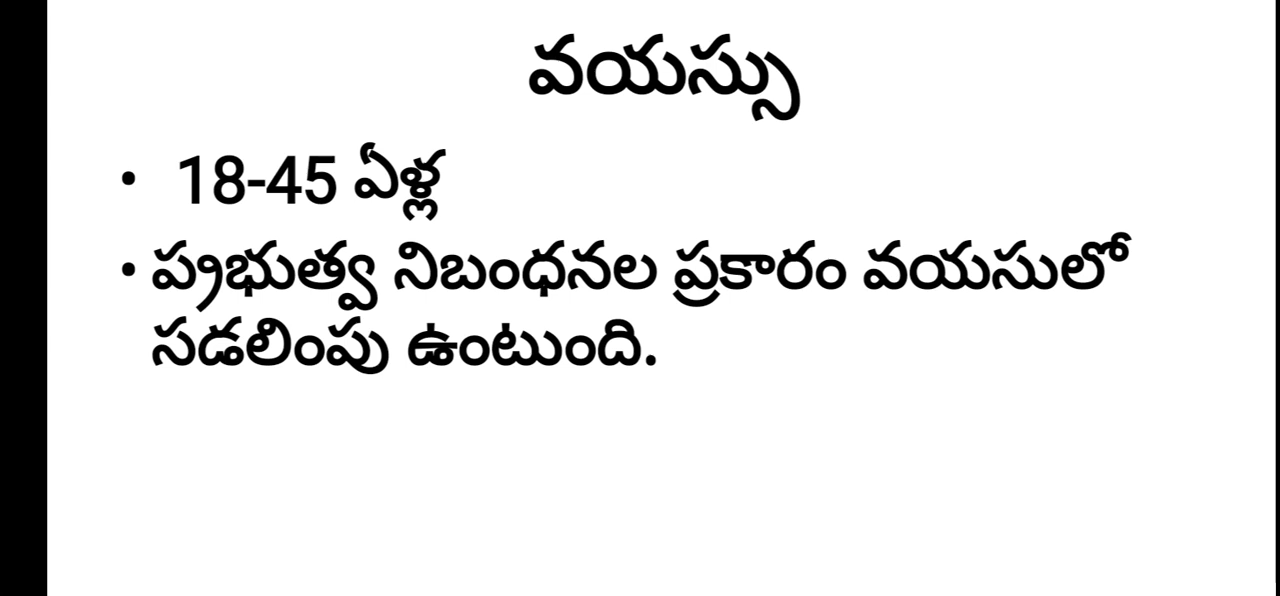 వయస్సు
• 18-45 ఏళ్ల
• ప్రభుత్వ నిబంధనల ప్రకారం వయసులో
సడలింపు ఉంటుంది.